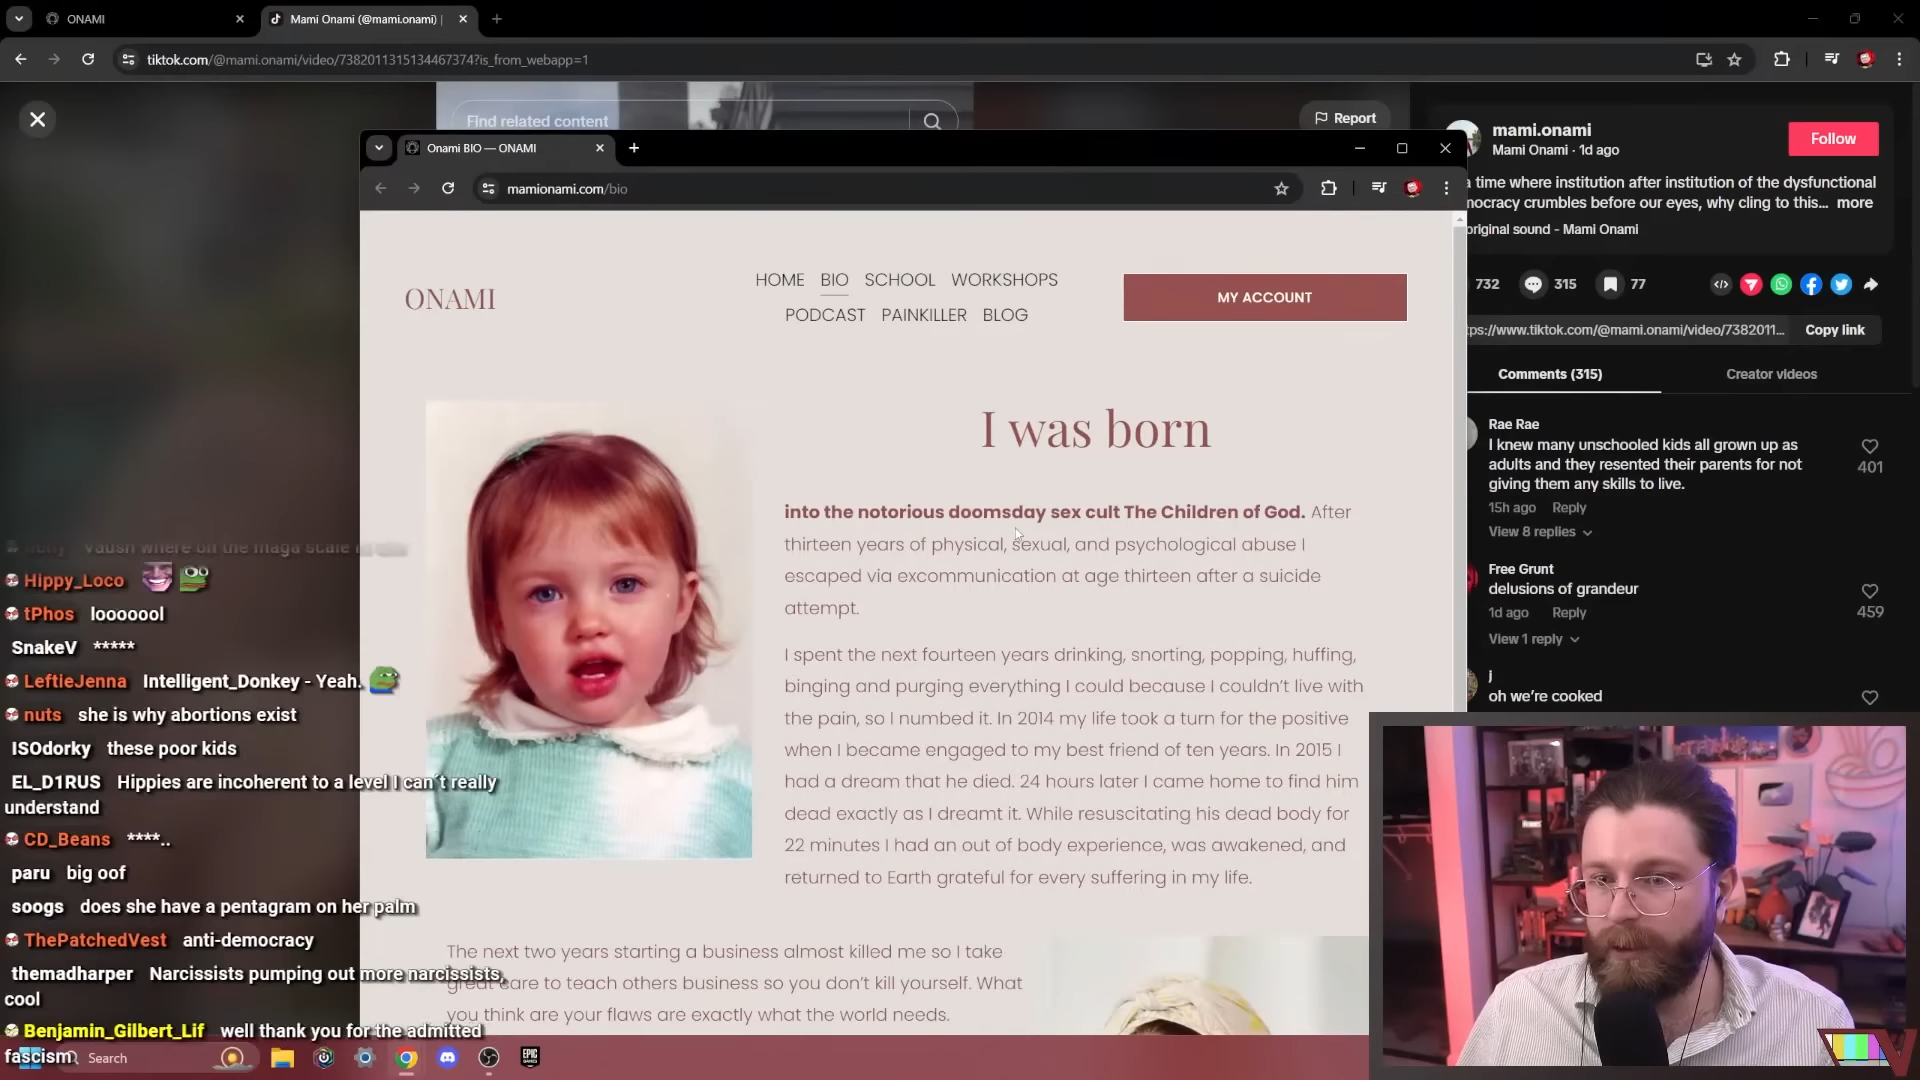 ONAMI
Mami Onami (@mami.onami) |
tiktok.com/@mami.onami/video/7382011315134467374?is_from_webapp=1
Find related content
Report
mami.onami
Mami Onami · 1d ago
Follow
a time where institution after institution of the dysfunctional
mocracy crumbles before our eyes, why cling to this... more
original sound - Mami Onami
732
315
77
tps://www.tiktok.com/@mami.onami/video/7382011...
Copy link
Comments (315)
Creator videos
Rae Rae
I knew many unschooled kids all grown up as
adults and they resented their parents for not
giving them any skills to live.
401
15h ago
Reply
View 8 replies
Free Grunt
delusions of grandeur
459
1d ago
Reply
View 1 reply
j
oh we're cooked
Onami BIO — ONAMI
mamionami.com/bio
ONAMI
HOME BIO SCHOOL WORKSHOPS
PODCAST PAINKILLER BLOG
MY ACCOUNT
I was born
into the notorious doomsday sex cult The Children of God. After
thirteen years of physical, sexual, and psychological abuse I
escaped via excommunication at age thirteen after a suicide
attempt.
I spent the next fourteen years drinking, snorting, popping, huffing,
binging and purging everything I could because I couldn't live with
the pain, so I numbed it. In 2014 my life took a turn for the positive
when I became engaged to my best friend of ten years. In 2015 I
had a dream that he died. 24 hours later I came home to find him
dead exactly as I dreamt it. While resuscitating his dead body for
22 minutes I had an out of body experience, was awakened, and
returned to Earth grateful for every suffering in my life.
The next two years starting a business almost killed me so I take
great care to teach others business so you don't kill yourself. What
you think are your flaws are exactly what the world needs.
Vaush where on the maga scale
Hippy_Loco
tPhos looooool
SnakeV *****
LeftieJenna Intelligent_Donkey - Yeah.
nuts she is why abortions exist
ISOdorky these poor kids
EL_D1RUS Hippies are incoherent to a level I can´t really
understand
CD_Beans ****..
paru big oof
soogs does she have a pentagram on her palm
ThePatchedVest anti-democracy
themadharper Narcissists pumping out more narcissists,
cool
Benjamin_Gilbert_Lif well thank you for the admitted
fascism
Search
EPIC
GAMES
V